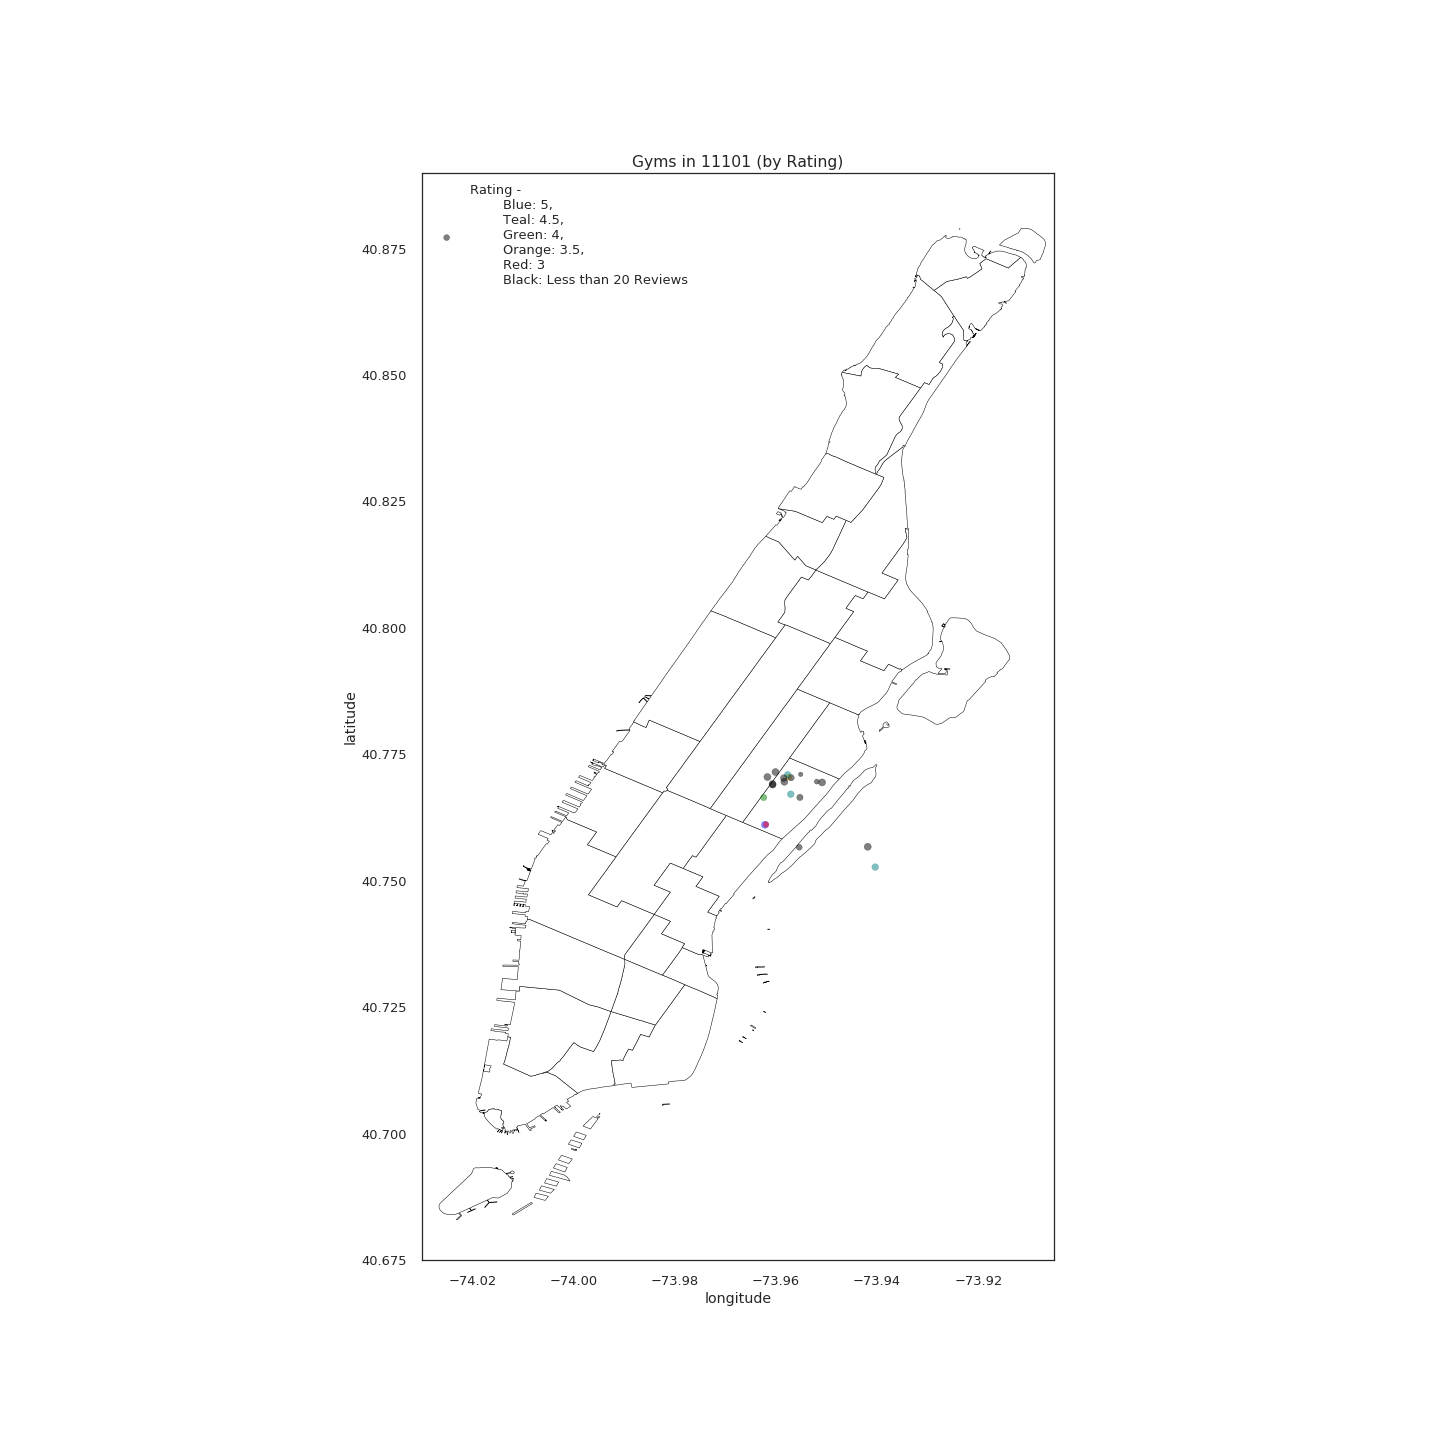 Gyms in 11101 (by Rating)
Rating -
Blue: 5,
Teal: 4.5,
Green: 4,
Orange: 3.5,
Red: 3
Black: Less than 20 Reviews
40.875
40.850
40.825
40.800
40.775
40.750
40.725
40.700
40.675
latitude
−74.02 −74.00 −73.98 −73.96 −73.94 −73.92
longitude